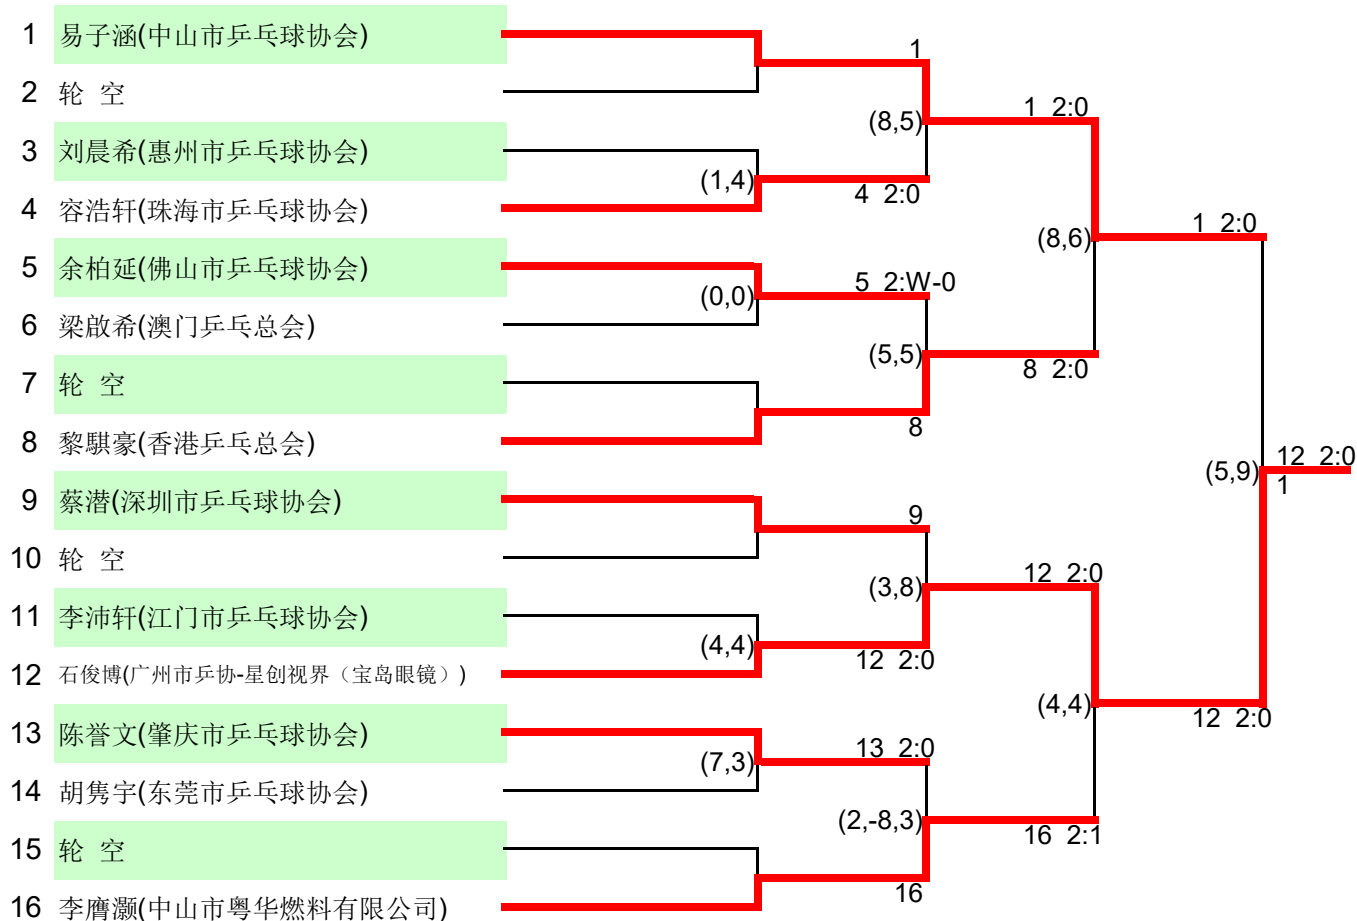 1 易子涵(中山市乒乓球协会)
1
2 轮 空
(8,5)
1 2:0
3 刘晨希(惠州市乒乓球协会)
(1,4)
4 2:0
4 容浩轩(珠海市乒乓球协会)
(8,6)
1 2:0
5 余柏延(佛山市乒乓球协会)
(0,0)
5 2:W-0
6 梁啟希(澳门乒乓总会)
(5,5)
8 2:0
7 轮 空
8
8 黎騏豪(香港乒乓总会)
(5,9)
12 2:0
1
9 蔡潜(深圳市乒乓球协会)
9
10 轮 空
(3,8)
12 2:0
11 李沛轩(江门市乒乓球协会)
(4,4)
12 2:0
12 石俊博(广州市乒协-星创视界（宝岛眼镜）)
(4,4)
12 2:0
13 陈誉文(肇庆市乒乓球协会)
(7,3)
13 2:0
14 胡隽宇(东莞市乒乓球协会)
(2,-8,3)
16 2:1
15 轮 空
16
16 李膺灏(中山市粤华燃料有限公司)